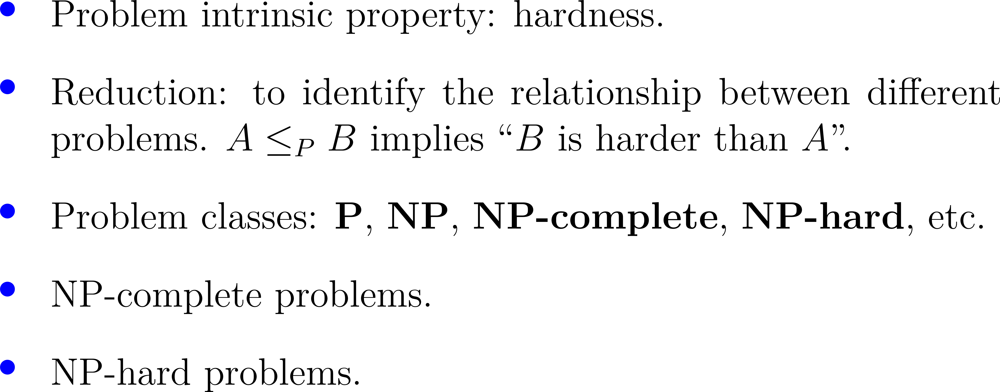 • Problem intrinsic property: hardness.
• Reduction: to identify the relationship between different
problems. A ≤_P B implies “B is harder than A”.
• Problem classes: P, NP, NP-complete, NP-hard, etc.
• NP-complete problems.
• NP-hard problems.